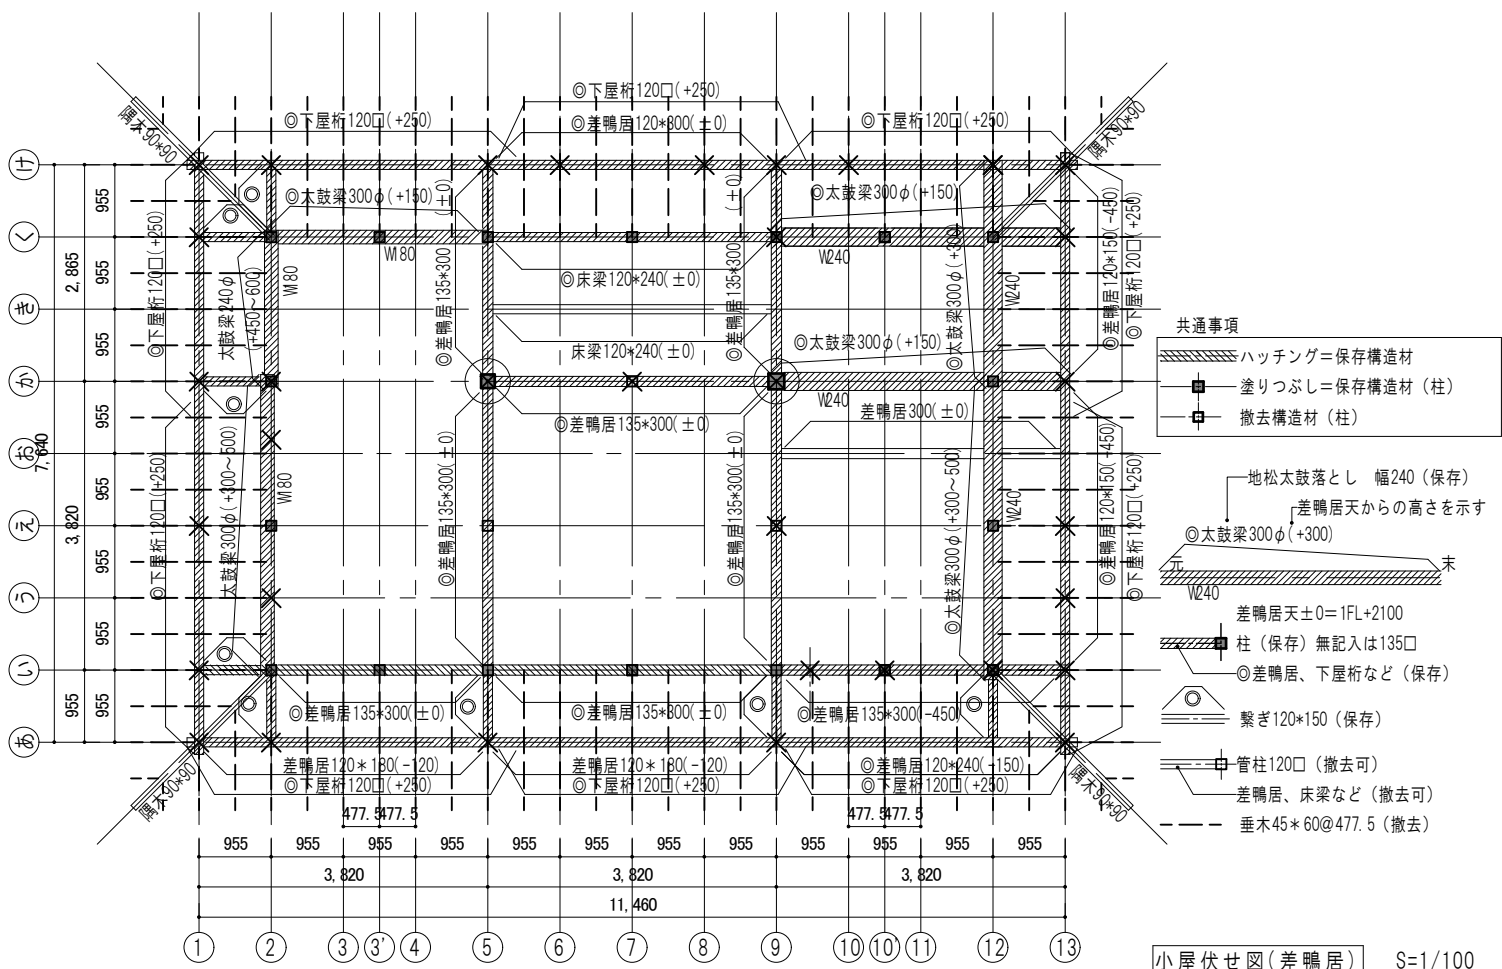 ◎下屋桁120口(+250)
◎下屋桁120口(+250)
◎差鴨居120*300(±0)
◎下屋桁120口(+250)
隅木90*90
隅木90*90
け
く
き
か
お
え
う
い
あ
955
955
955
955
955
955
955
955
2,865
3,820
955
7,640
◎太鼓梁300φ(+150)
(±0)
(±0)
◎太鼓梁300φ(+150)
W180
W240
◎下屋桁120口(+250)
太鼓梁240φ
(+450~600)
W180
◎差鴨居135*300
◎床梁120*240(±0)
床梁120*240(±0)
◎差鴨居135*300
◎太鼓梁300φ(+300)
W240
◎差鴨居120*150(-450)
◎下屋桁120口(+250)
◎太鼓梁300φ(+150)
W240
差鴨居300(±0)
◎差鴨居135*300(±0)
◎下屋桁120口(+250)
太鼓梁300φ(+300~500)
W180
◎差鴨居135*300(±0)
◎差鴨居135*300(±0)
◎太鼓梁300φ(+300~500)
W240
◎差鴨居120*150(+450)
◎下屋桁120口(+250)
◎差鴨居135*300(±0)
◎差鴨居135*300(±0)
◎差鴨居135*300(-450)
差鴨居120*180(-120)
差鴨居120*180(-120)
◎差鴨居120*240(-150)
◎下屋桁120口(+250)
◎下屋桁120口(+250)
◎下屋桁120口(+250)
隅木90*90
隅木90*90
477.5 477.5
477.5 477.5
955 955 955 955 955 955 955 955 955 955 955 955
3,820 3,820 3,820
11,460
1 2 3 3' 4 5 6 7 8 9 10 10' 11 12 13
共通事項
ハッチング=保存構造材
塗りつぶし=保存構造材(柱)
撤去構造材(柱)
地松太鼓落とし 幅240(保存)
差鴨居天からの高さを示す
◎太鼓梁300φ(+300)
元
末
W240
差鴨居天±0=1FL+2100
柱(保存)無記入は135口
◎差鴨居、下屋桁など(保存)
◎
繋ぎ120*150(保存)
管柱120口(撤去可)
差鴨居、床梁など(撤去可)
垂木45*60@477.5(撤去)
小屋伏せ図(差鴨居) S=1/100